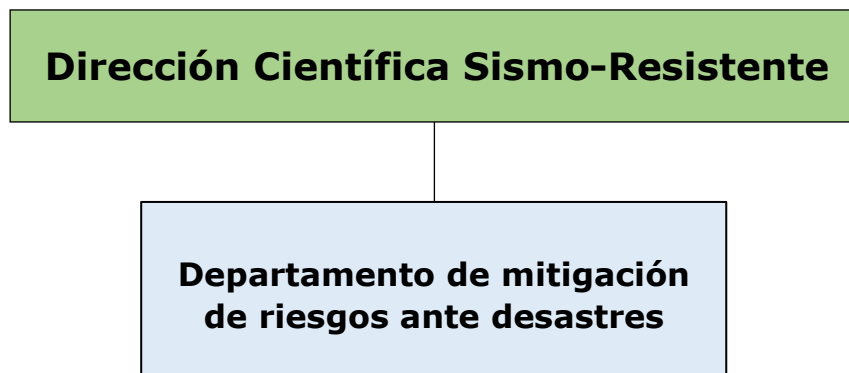 Dirección Científica Sismo-Resistente
Departamento de mitigación
de riesgos ante desastres